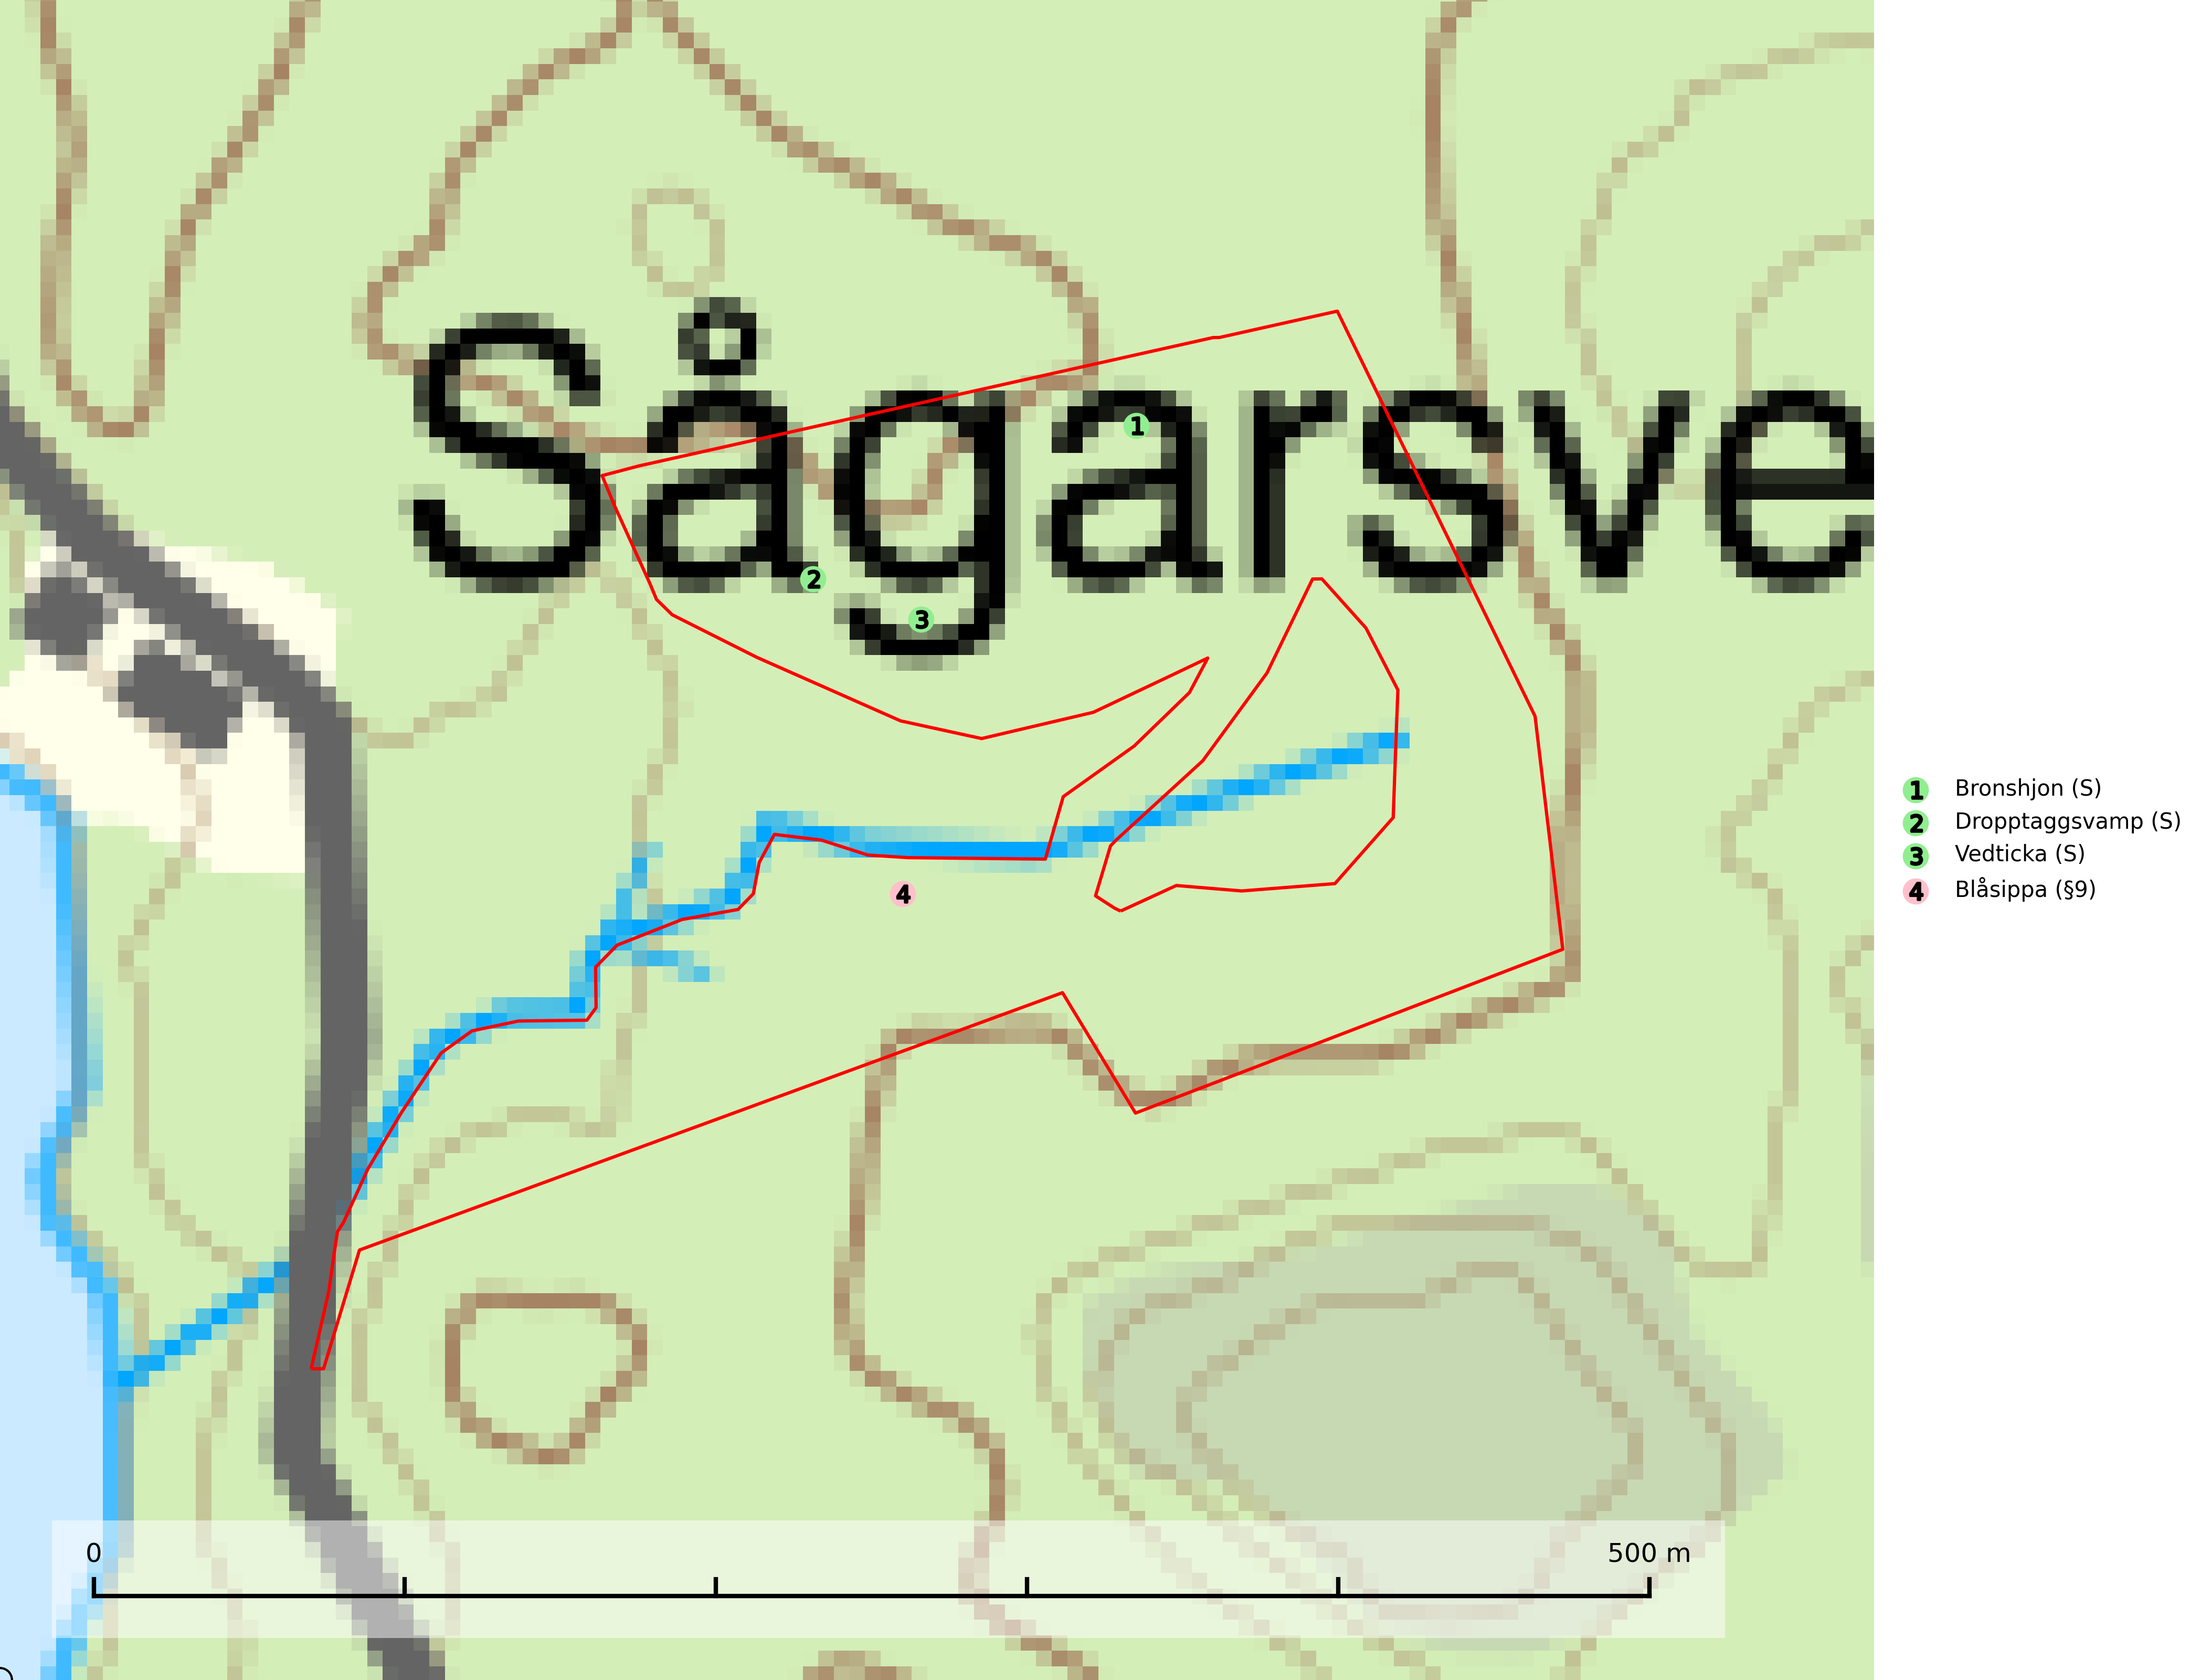 Sågarsve
1
2
3
4
1 Bronshjon (S)
2 Dropptaggsvamp (S)
3 Vedticka (S)
4 Blåsippa (§9)
0 500 m